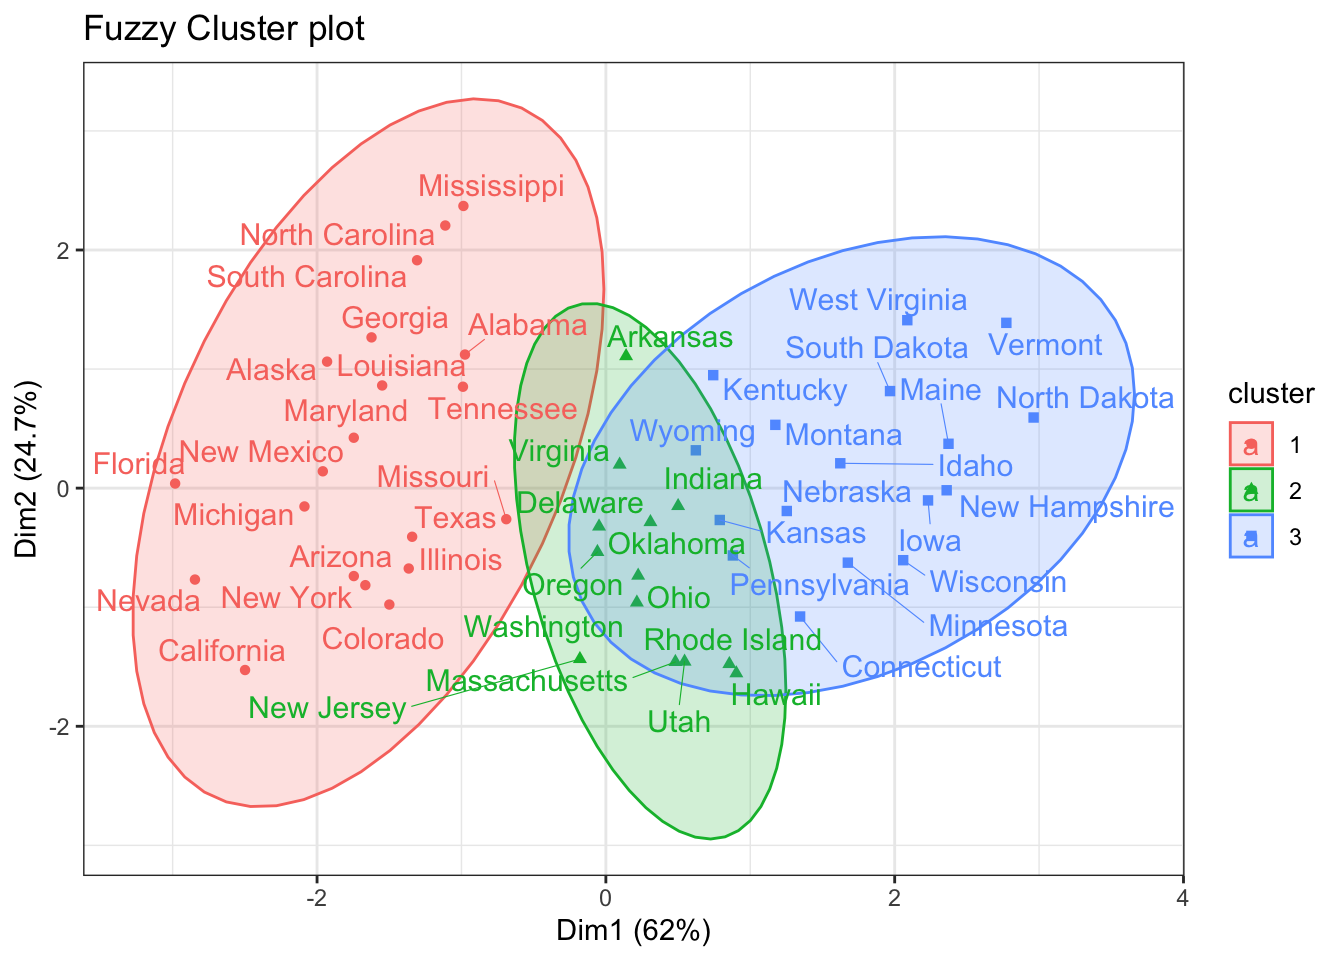 Fuzzy Cluster plot
Mississippi
North Carolina
South Carolina
Georgia
Alabama
Alaska
Louisiana
Maryland
Tennessee
New Mexico
Florida
Missouri
Michigan
Texas
Arizona
Illinois
Nevada
New York
Colorado
California
Arkansas
Virginia
Indiana
Delaware
Oklahoma
Oregon
Ohio
Washington
Rhode Island
Massachusetts
New Jersey
Hawaii
Utah
West Virginia
Vermont
South Dakota
Kentucky
Maine
North Dakota
Wyoming
Montana
Idaho
Nebraska
New Hampshire
Kansas
Iowa
Pennsylvania
Wisconsin
Minnesota
Connecticut
2
0
-2
Dim2 (24.7%)
-2
0
2
4
Dim1 (62%)
cluster
a 1
a 2
a 3